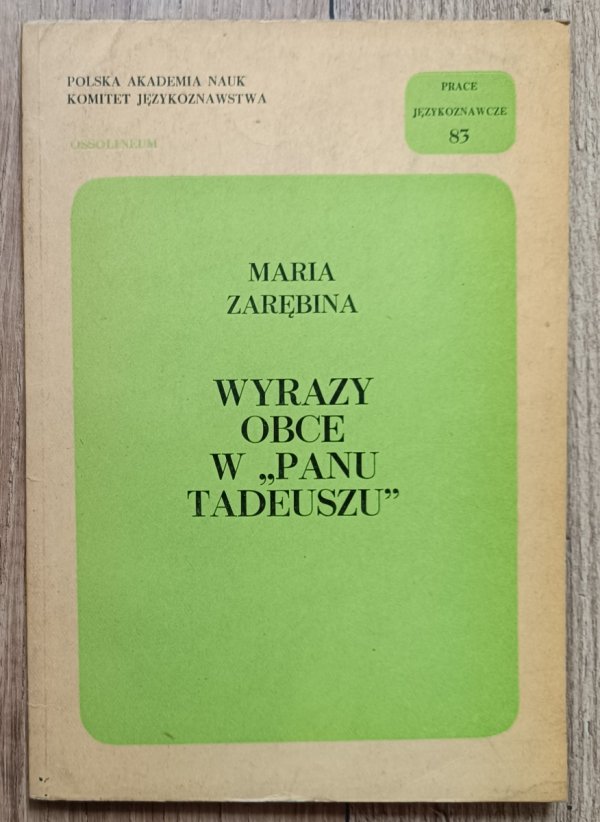 POLSKA AKADEMIA NAUK
KOMITET JĘZYKOZNAWSTWA
OSSOLINEUM
PRACE
JĘZYKOZNAWCZE
83
MARIA
ZARĘBINA
WYRAZY
OBCE
W „PANU
TADEUSZU”